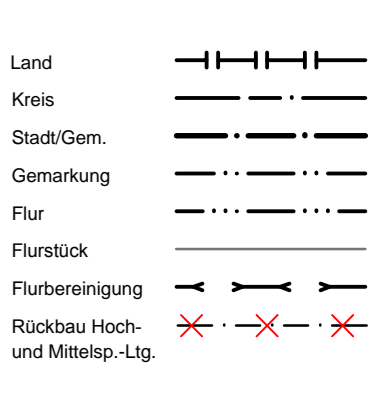 Land
Kreis
Stadt/Gem.
Gemarkung
Flur
Flurstück
Flurbereinigung
Rückbau Hoch-
und Mittelsp.-Ltg.